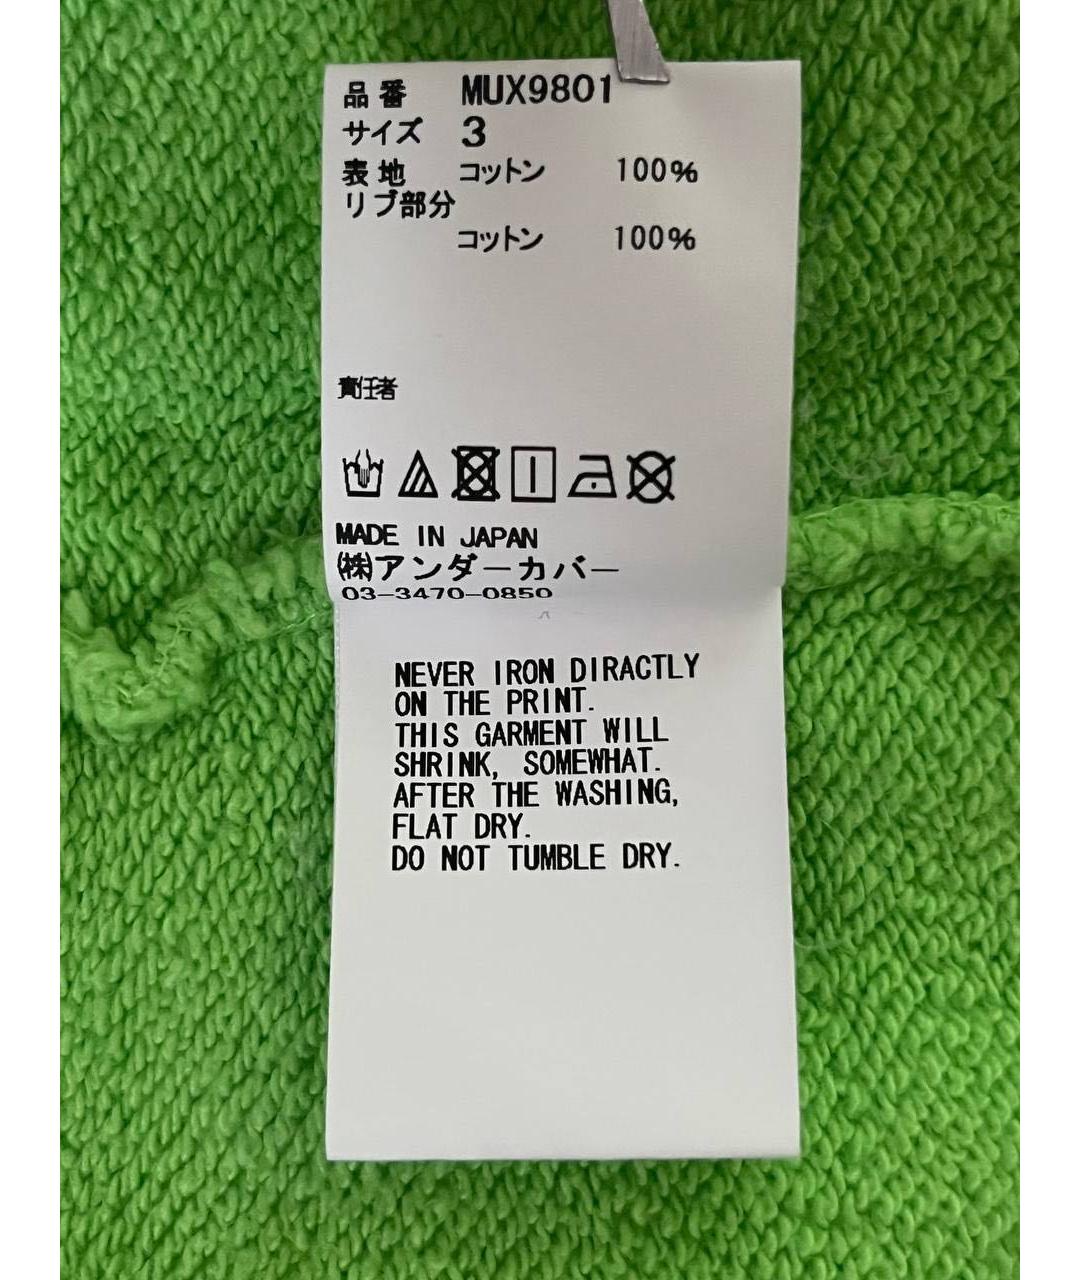 品番 MUX9801
サイズ 3
表地 コットン 100%
リブ部分
コットン 100%
責任者
MADE IN JAPAN
㈱アンダーカバー
03-3470-0850
NEVER IRON DIRACTLY
ON THE PRINT.
THIS GARMENT WILL
SHRINK, SOMEWHAT.
AFTER THE WASHING,
FLAT DRY.
DO NOT TUMBLE DRY.